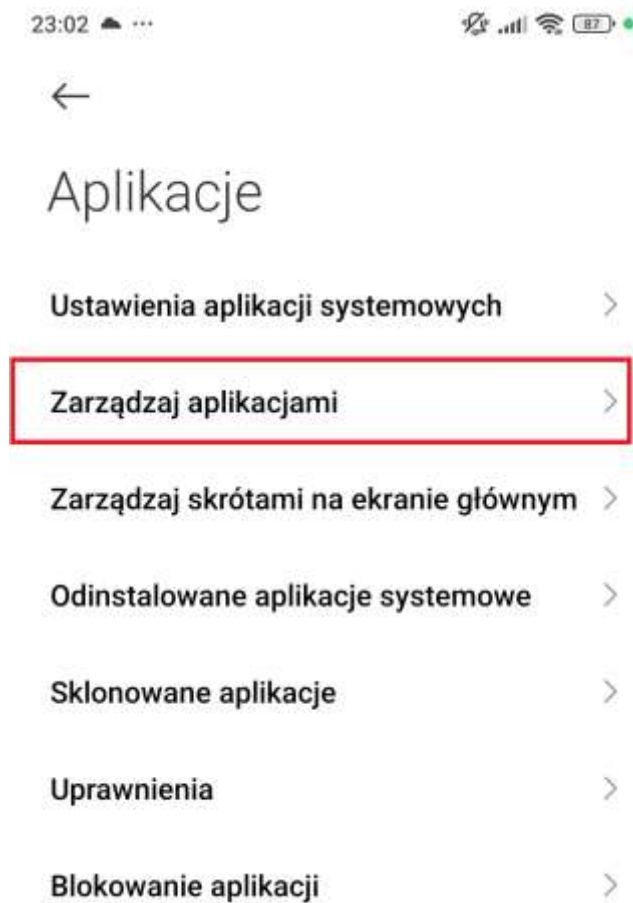 23:02 ... 87
Aplikacje
Ustawienia aplikacji systemowych
Zarządzaj aplikacjami
Zarządzaj skrótami na ekranie głównym
Odinstalowane aplikacje systemowe
Sklonowane aplikacje
Uprawnienia
Blokowanie aplikacji